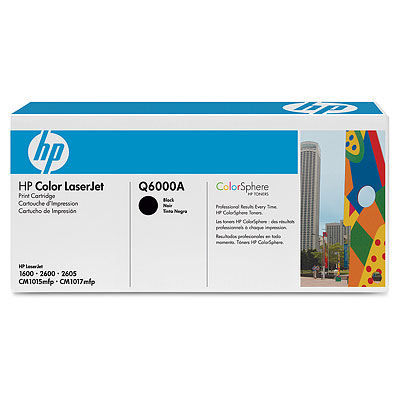 hp
HP Color LaserJet
Print Cartridge
Cartouche d'Impression
Cartucho de Impresión
HP LaserJet
1600 • 2600 • 2605
CM1015mfp • CM1017mfp
Q6000A
Black
Noir
Tinta Negra
ColorSphere
HP TONERS
Professional Results Every Time.
HP ColorSphere Toners.
Les toners HP ColorSphere : des résultats
professionnels à chaque impression.
Resultados profesionales en todo
momento. Tóners HP ColorSphere.